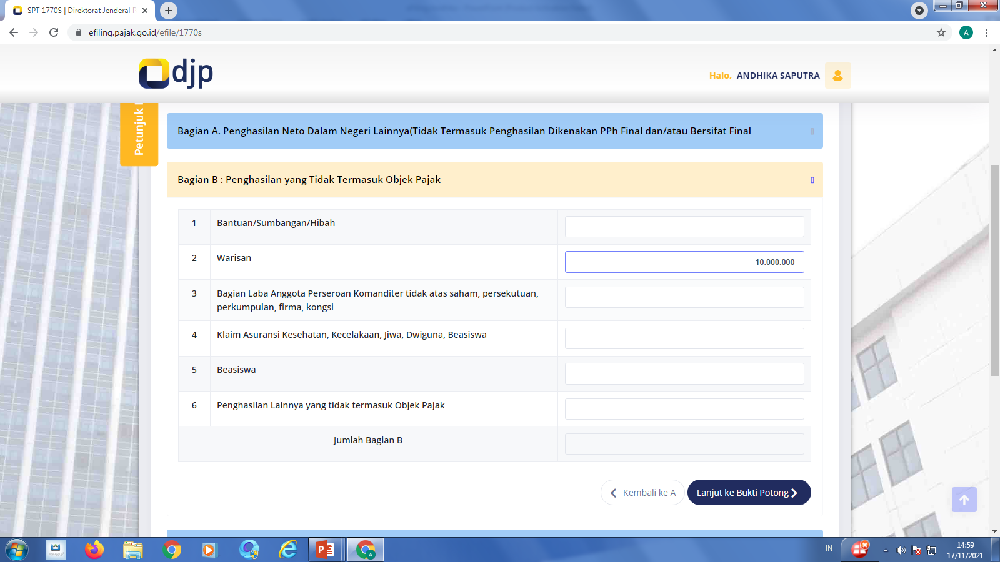 SPT 1770S | Direktorat Jenderal P
efiling.pajak.go.id/efile/1770s
A
djp
Halo, ANDHIKA SAPUTRA
Petunjuk
Bagian A. Penghasilan Neto Dalam Negeri Lainnya(Tidak Termasuk Penghasilan Dikenakan PPh Final dan/atau Bersifat Final
Bagian B : Penghasilan yang Tidak Termasuk Objek Pajak
1 Bantuan/Sumbangan/Hibah
2 Warisan 10.000.000
3 Bagian Laba Anggota Perseroan Komanditer tidak atas saham, persekutuan,
perkumpulan, firma, kongsi
4 Klaim Asuransi Kesehatan, Kecelakaan, Jiwa, Dwiguna, Beasiswa
5 Beasiswa
6 Penghasilan Lainnya yang tidak termasuk Objek Pajak
Jumlah Bagian B
Kembali ke A
Lanjut ke Bukti Potong
P
A
IN
14:59
17/11/2021